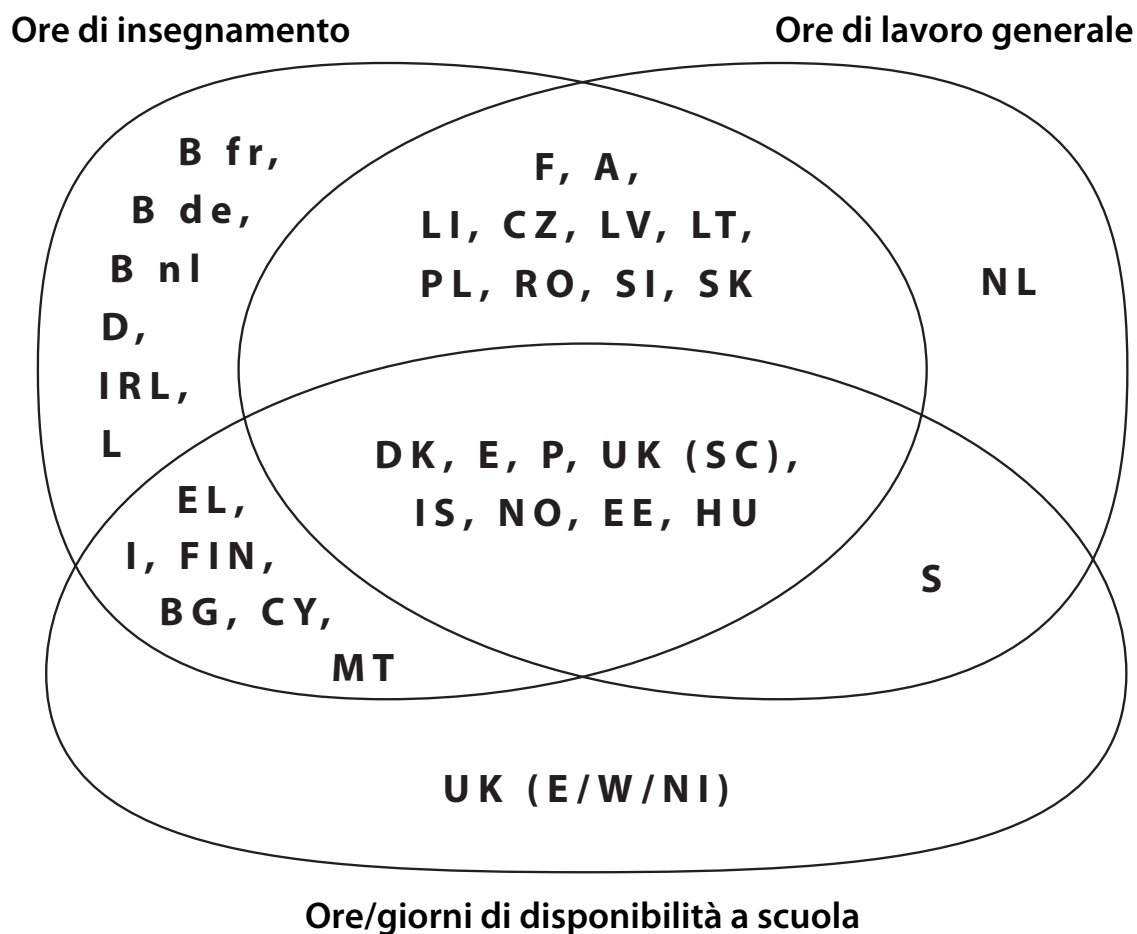 Ore di insegnamento
Ore di lavoro generale
B fr,
B de,
B nl
D,
IRL,
L
F, A,
LI, CZ, LV, LT,
PL, RO, SI, SK
NL
DK, E, P, UK (SC),
IS, NO, EE, HU
EL,
I, FIN,
BG, CY,
MT
S
UK (E/W/NI)
Ore/giorni di disponibilità a scuola